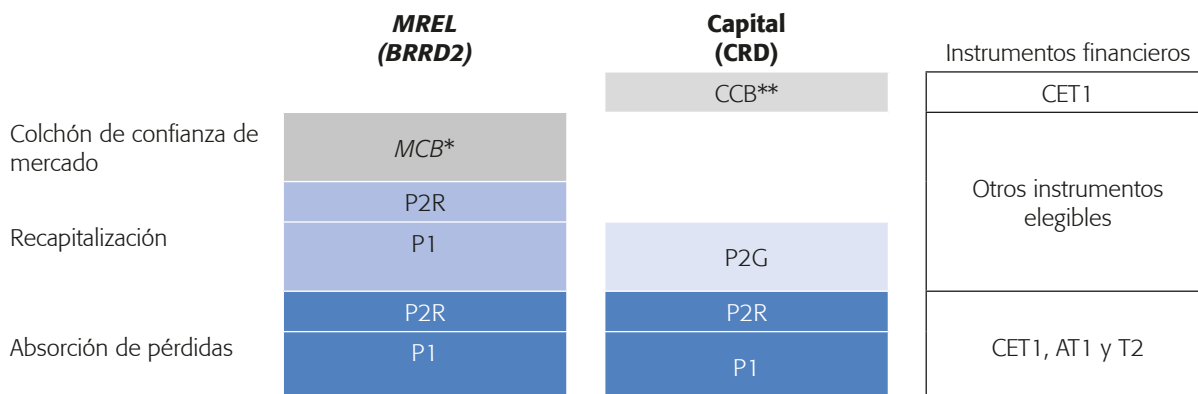 MREL
(BRRD2)
Capital
(CRD)
Instrumentos financieros
CCB**
CET1
Colchón de confianza de
mercado
MCB*
Otros instrumentos
elegibles
P2R
Recapitalización
P1
P2G
P2R
P2R
Absorción de pérdidas
P1
P1
CET1, AT1 y T2